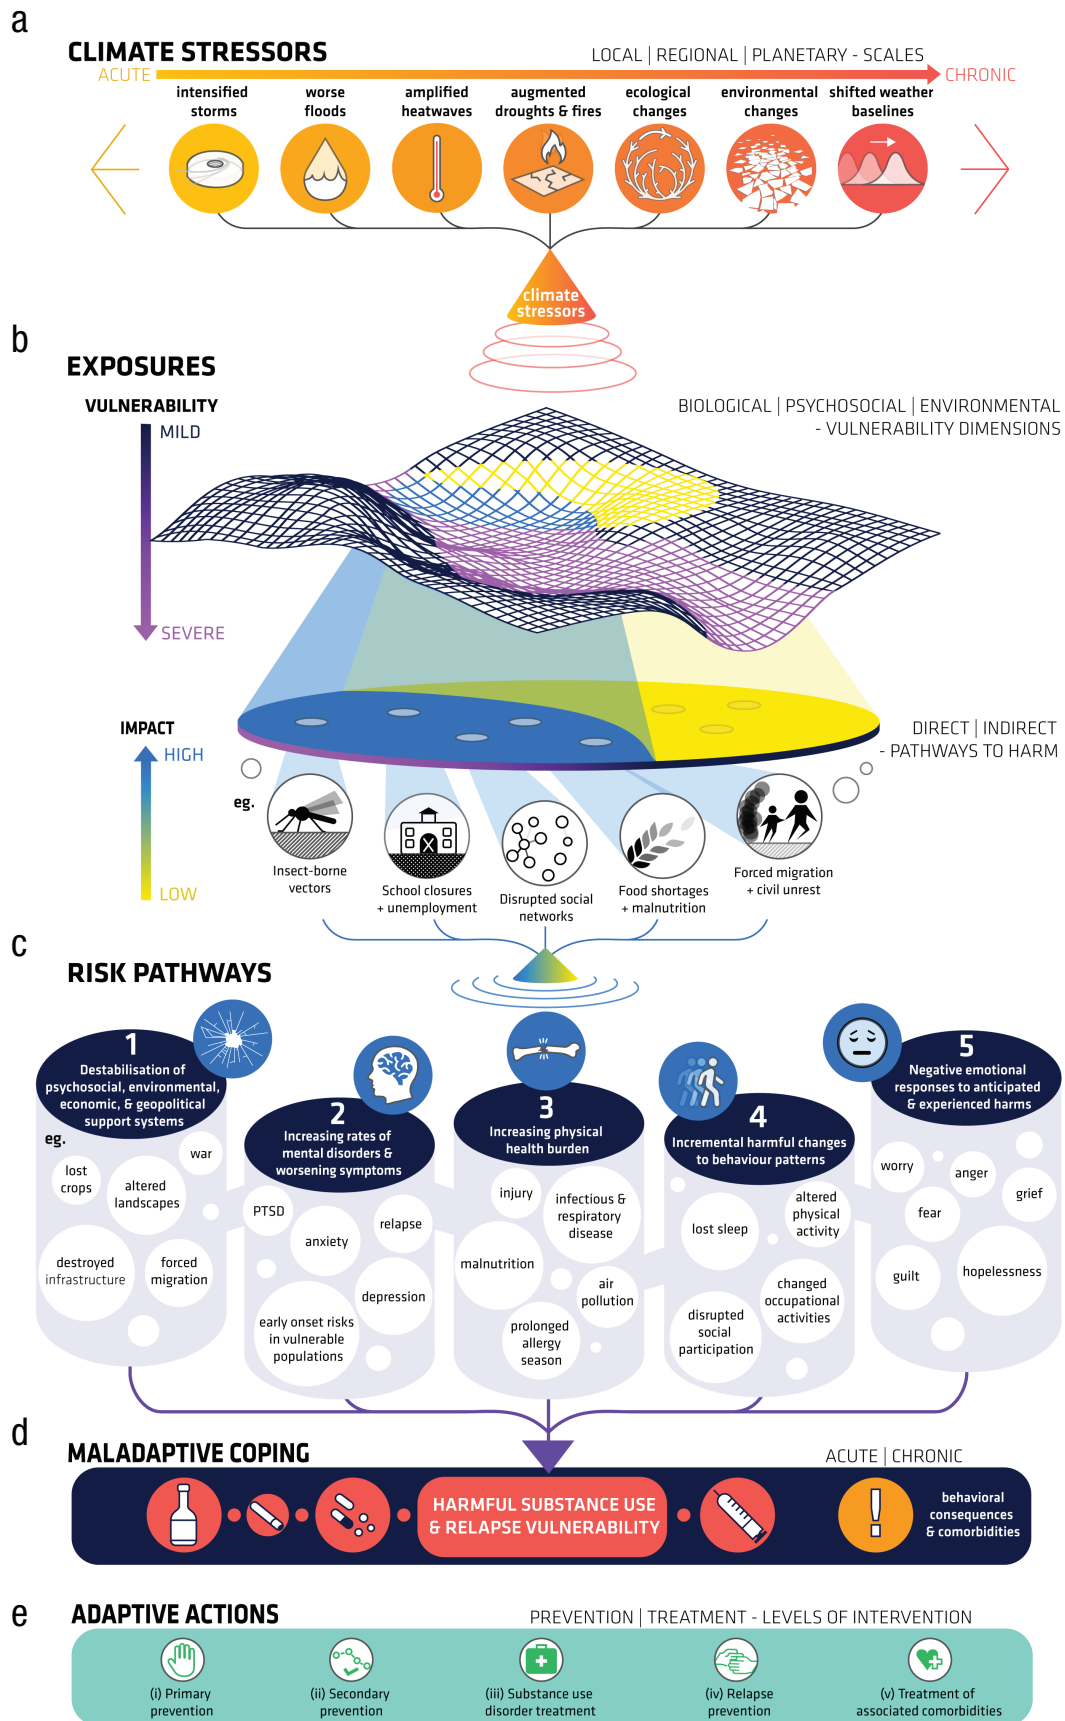 a
CLIMATE STRESSORS
LOCAL | REGIONAL | PLANETARY - SCALES
ACUTE
CHRONIC
intensified
storms
worse
floods
amplified
heatwaves
augmented
droughts & fires
ecological
changes
environmental
changes
shifted weather
baselines
climate
stressors
b
EXPOSURES
VULNERABILITY
MILD
SEVERE
BIOLOGICAL | PSYCHOSOCIAL | ENVIRONMENTAL
- VULNERABILITY DIMENSIONS
IMPACT
HIGH
LOW
DIRECT | INDIRECT
- PATHWAYS TO HARM
eg.
Insect-borne
vectors
School closures
+ unemployment
Disrupted social
networks
Food shortages
+ malnutrition
Forced migration
+ civil unrest
c
RISK PATHWAYS
1
Destabilisation of
psychosocial, environmental,
economic, & geopolitical
support systems
eg.
war
lost
crops
altered
landscapes
destroyed
infrastructure
forced
migration
2
Increasing rates of
mental disorders &
worsening symptoms
PTSD
relapse
anxiety
depression
early onset risks
in vulnerable
populations
3
Increasing physical
health burden
injury
infectious &
respiratory
disease
malnutrition
air
pollution
prolonged
allergy
season
4
Incremental harmful changes
to behaviour patterns
altered
physical
activity
lost sleep
changed
occupational
activities
disrupted
social
participation
5
Negative emotional
responses to anticipated
& experienced harms
worry
anger
grief
fear
guilt
hopelessness
d
MALADAPTIVE COPING
ACUTE | CHRONIC
HARMFUL SUBSTANCE USE
& RELAPSE VULNERABILITY
behavioral
consequences
& comorbidities
e
ADAPTIVE ACTIONS
PREVENTION | TREATMENT - LEVELS OF INTERVENTION
(i) Primary
prevention
(ii) Secondary
prevention
(iii) Substance use
disorder treatment
(iv) Relapse
prevention
(v) Treatment of
associated comorbidities